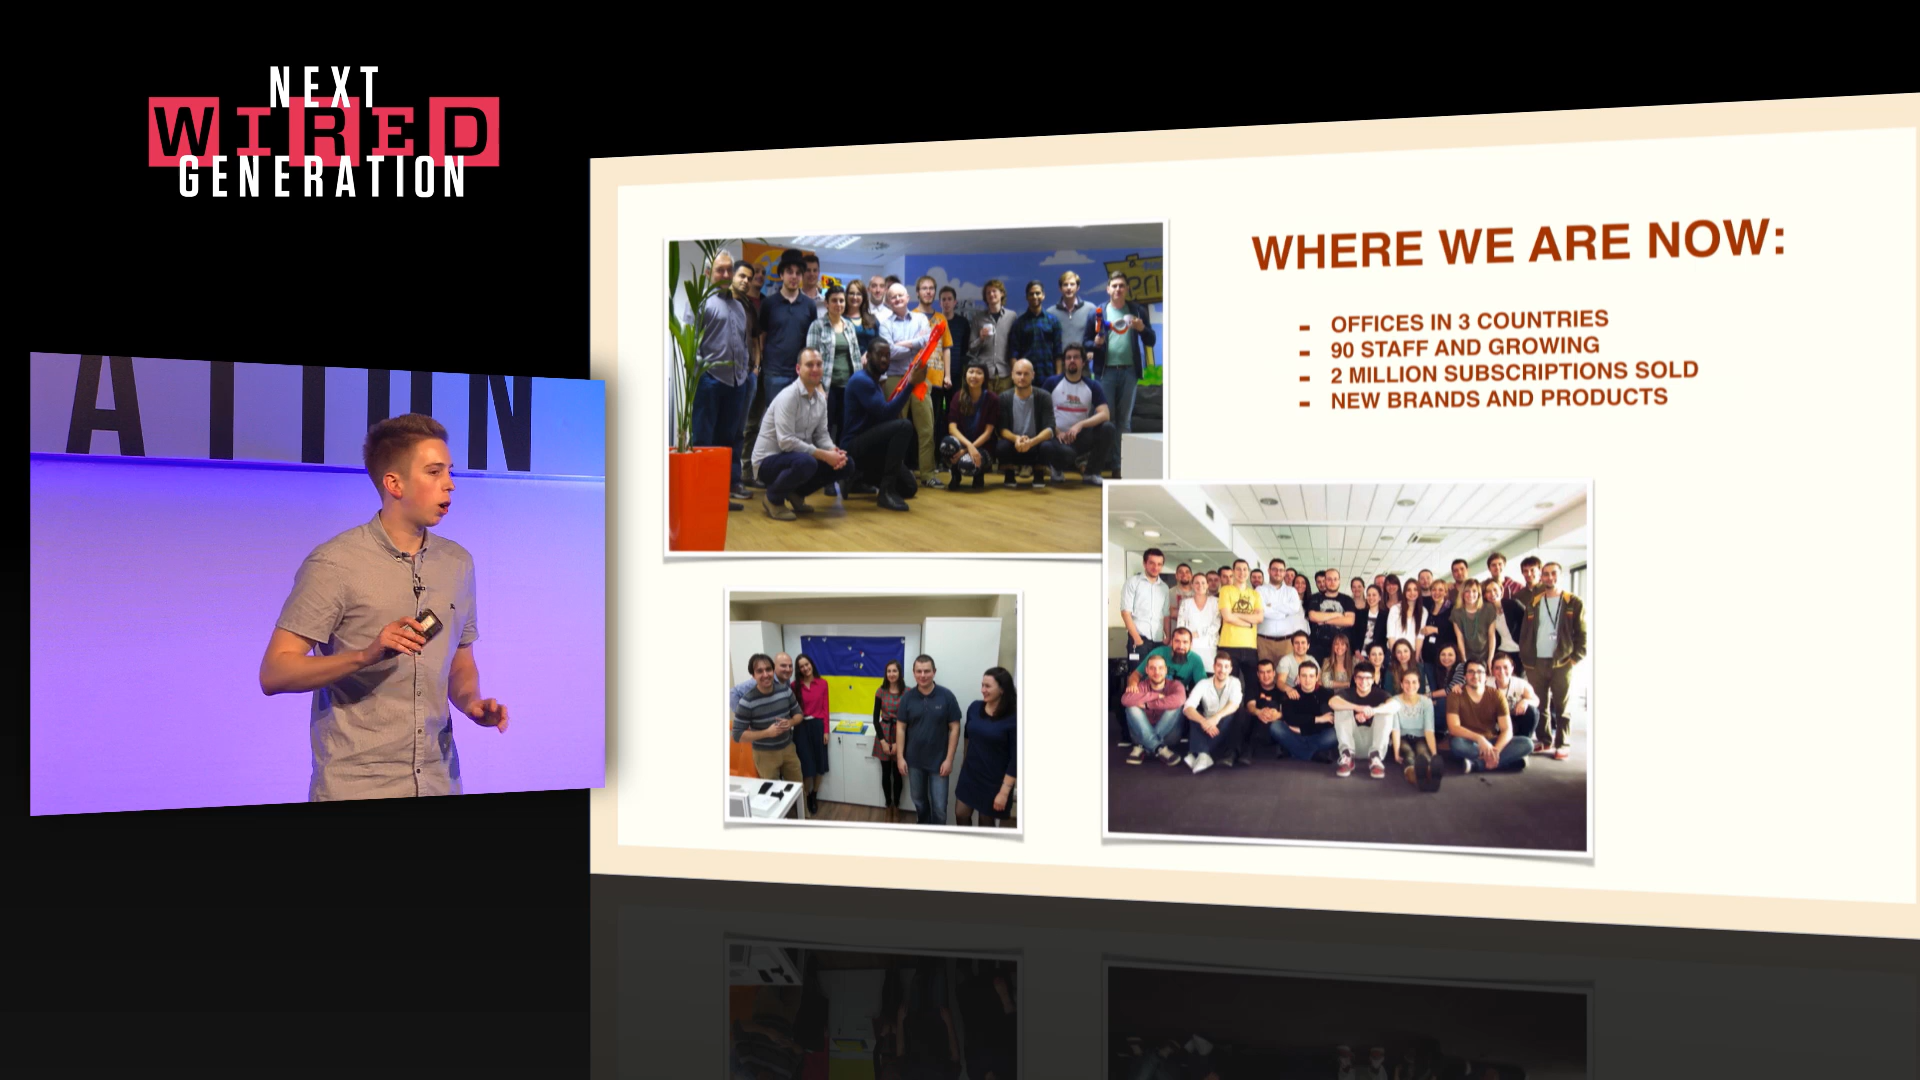 NEXT
WIRED
GENERATION
ATION
WHERE WE ARE NOW:
- OFFICES IN 3 COUNTRIES
- 90 STAFF AND GROWING
- 2 MILLION SUBSCRIPTIONS SOLD
- NEW BRANDS AND PRODUCTS